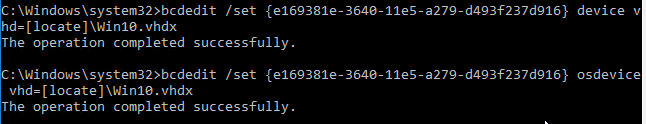 C:\Windows\system32>bcdedit /set {e169381e-3640-11e5-a279-d493f237d916} device v
hd=[locate]\Win10.vhdx
The operation completed successfully.
C:\Windows\system32>bcdedit /set {e169381e-3640-11e5-a279-d493f237d916} osdevice
 vhd=[locate]\Win10.vhdx
The operation completed successfully.